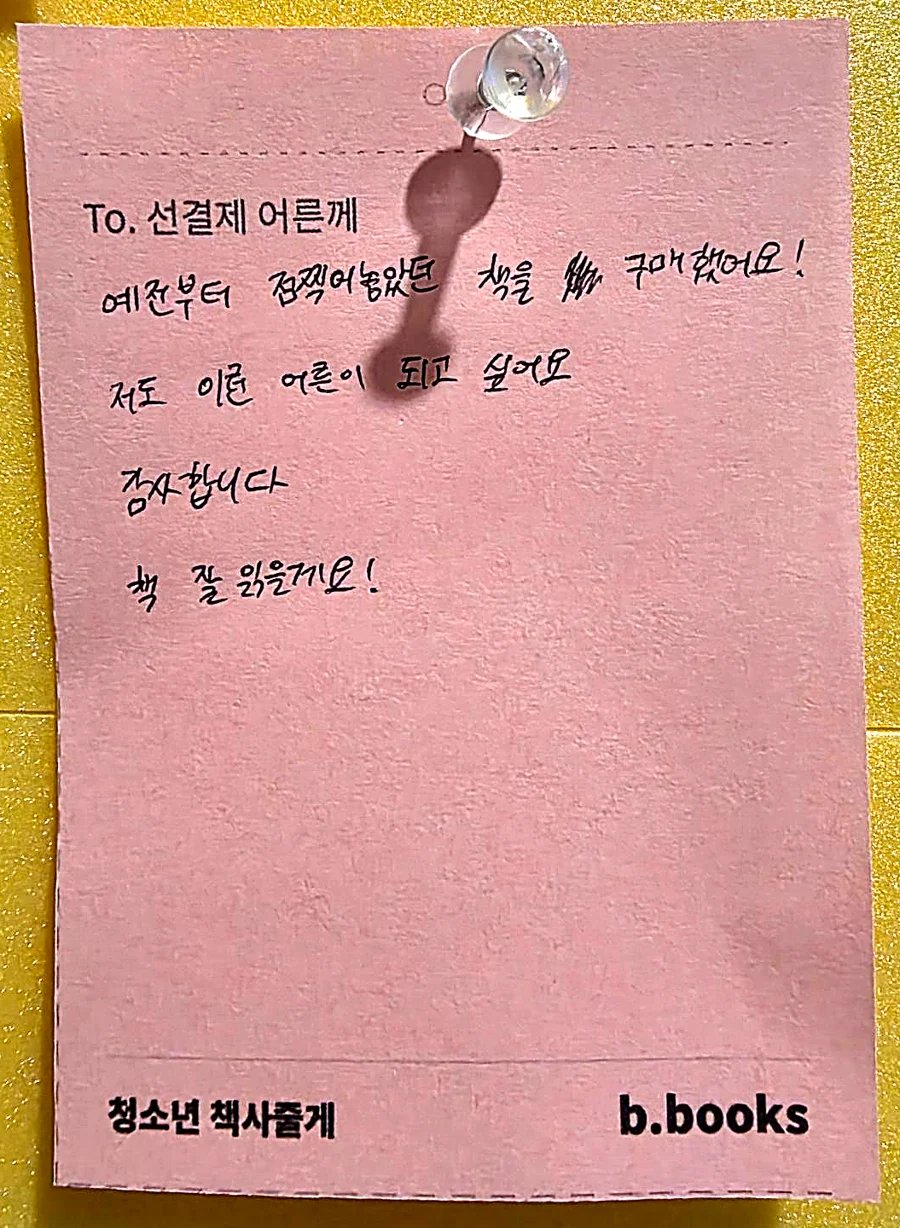 To. 선결제 어른께
예전부터 점찍어놓았던 책을 구매했어요!
저도 이런 어른이 되고 싶어요
감사합니다
책 잘 읽을게요!
청소년 책사줄게 b.books